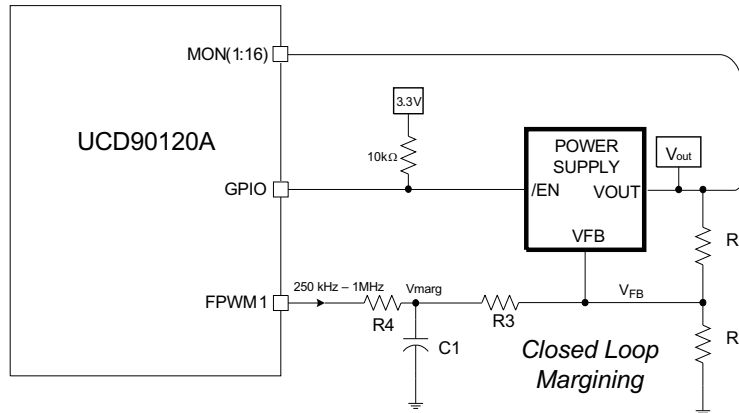 MON(1:16)
3.3V
UCD90120A
10kΩ
POWER
SUPPLY
Vout
GPIO
/EN
VOUT
VFB
R
250 kHz – 1MHz
Vmarg
VFB
FPWM1
R4
R3
C1
R
Closed Loop
Margining